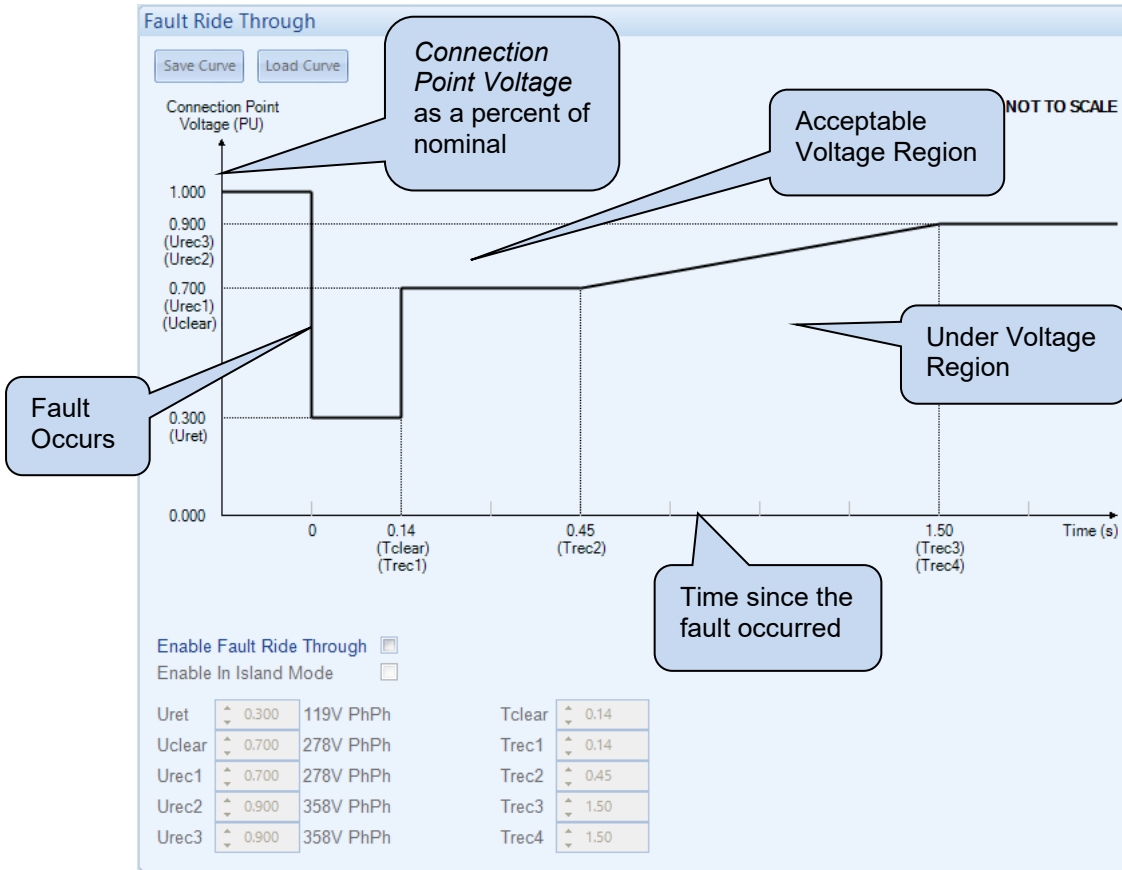 Fault Ride Through
Save Curve
Load Curve
Connection
Point Voltage
as a percent of
nominal
Connection Point
Voltage (PU)
NOT TO SCALE
Acceptable
Voltage Region
1.000
0.900
(Urec3)
(Urec2)
0.700
(Urec1)
(Uclear)
Under Voltage
Region
Fault
Occurs
0.300
(Uret)
0.000
0
0.14
(Tclear)
(Trec1)
0.45
(Trec2)
1.50
(Trec3)
(Trec4)
Time (s)
Time since the
fault occurred
Enable Fault Ride Through
Enable In Island Mode
Uret 0.300 119V PhPh Tclear 0.14
Uclear 0.700 278V PhPh Trec1 0.14
Urec1 0.700 278V PhPh Trec2 0.45
Urec2 0.900 358V PhPh Trec3 1.50
Urec3 0.900 358V PhPh Trec4 1.50